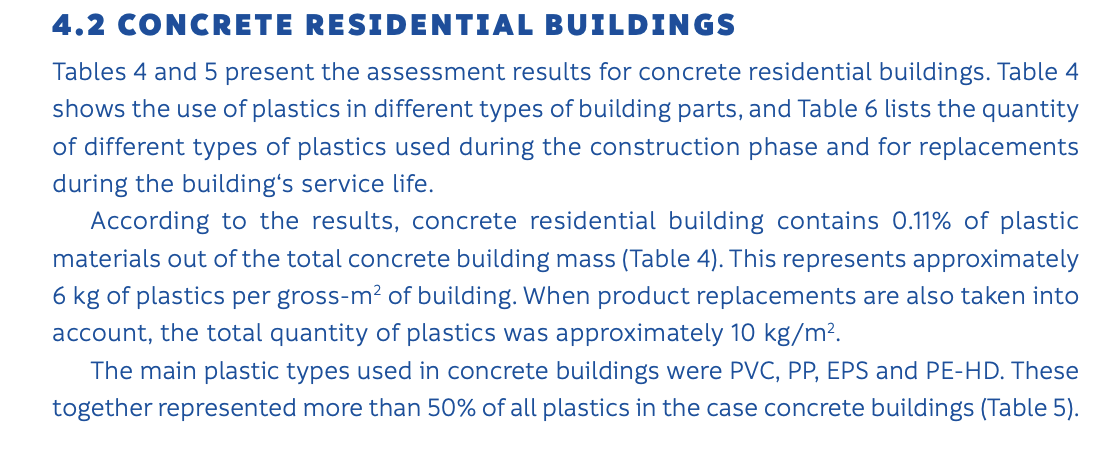 4.2 CONCRETE RESIDENTIAL BUILDINGS
Tables 4 and 5 present the assessment results for concrete residential buildings. Table 4
shows the use of plastics in different types of building parts, and Table 6 lists the quantity
of different types of plastics used during the construction phase and for replacements
during the building‘s service life.
According to the results, concrete residential building contains 0.11% of plastic
materials out of the total concrete building mass (Table 4). This represents approximately
6 kg of plastics per gross-m² of building. When product replacements are also taken into
account, the total quantity of plastics was approximately 10 kg/m².
The main plastic types used in concrete buildings were PVC, PP, EPS and PE-HD. These
together represented more than 50% of all plastics in the case concrete buildings (Table 5).